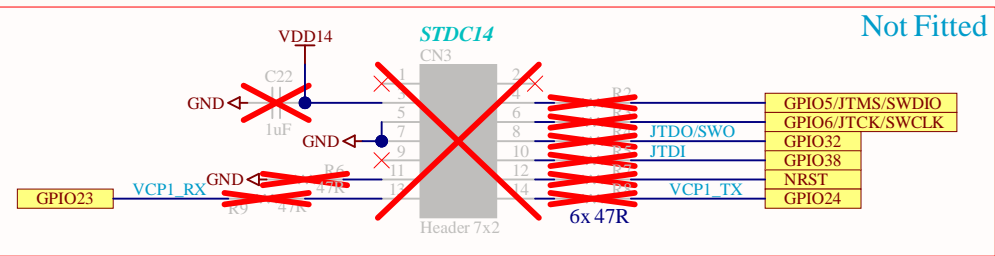 Not Fitted
STDC14
VDD14
CN3
C22
1
2
GND
3
4
R2
GPIO5/JTMS/SWDIO
1uF
5
6
GPIO6/JTCK/SWCLK
GND
7
8
JTDO/SWO
GPIO32
9
10
R5
JTDI
GPIO38
GND
R6
11
12
NRST
47R
GPIO23
VCP1_RX
R9
47R
13
14
R8
VCP1_TX
GPIO24
Header 7x2
6x 47R